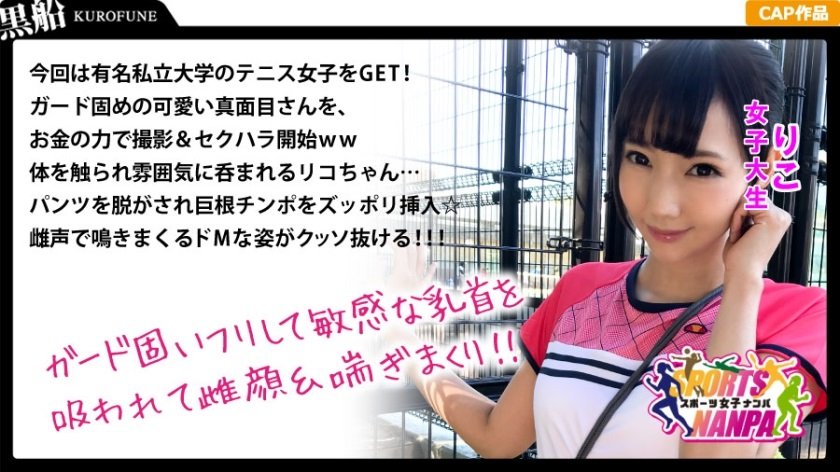 黒船 KUROFUNE
CAP作品
今回は有名私立大学のテニス女子をGET!
ガード固めの可愛い真面目さんを、
お金の力で撮影&セクハラ開始ww
体を触られ雰囲気に呑まれるリコちゃん…
パンツを脱がされ巨根チンポをズッポリ挿入☆
雌声で鳴きまくるドMな姿がクッソ抜ける!!!
りこ
女子大生
ガード固いフリして敏感な乳首を
吸われて雌顔&喘ぎまくり!!
SPORTS
スポーツ女子ナンパ
NANPA